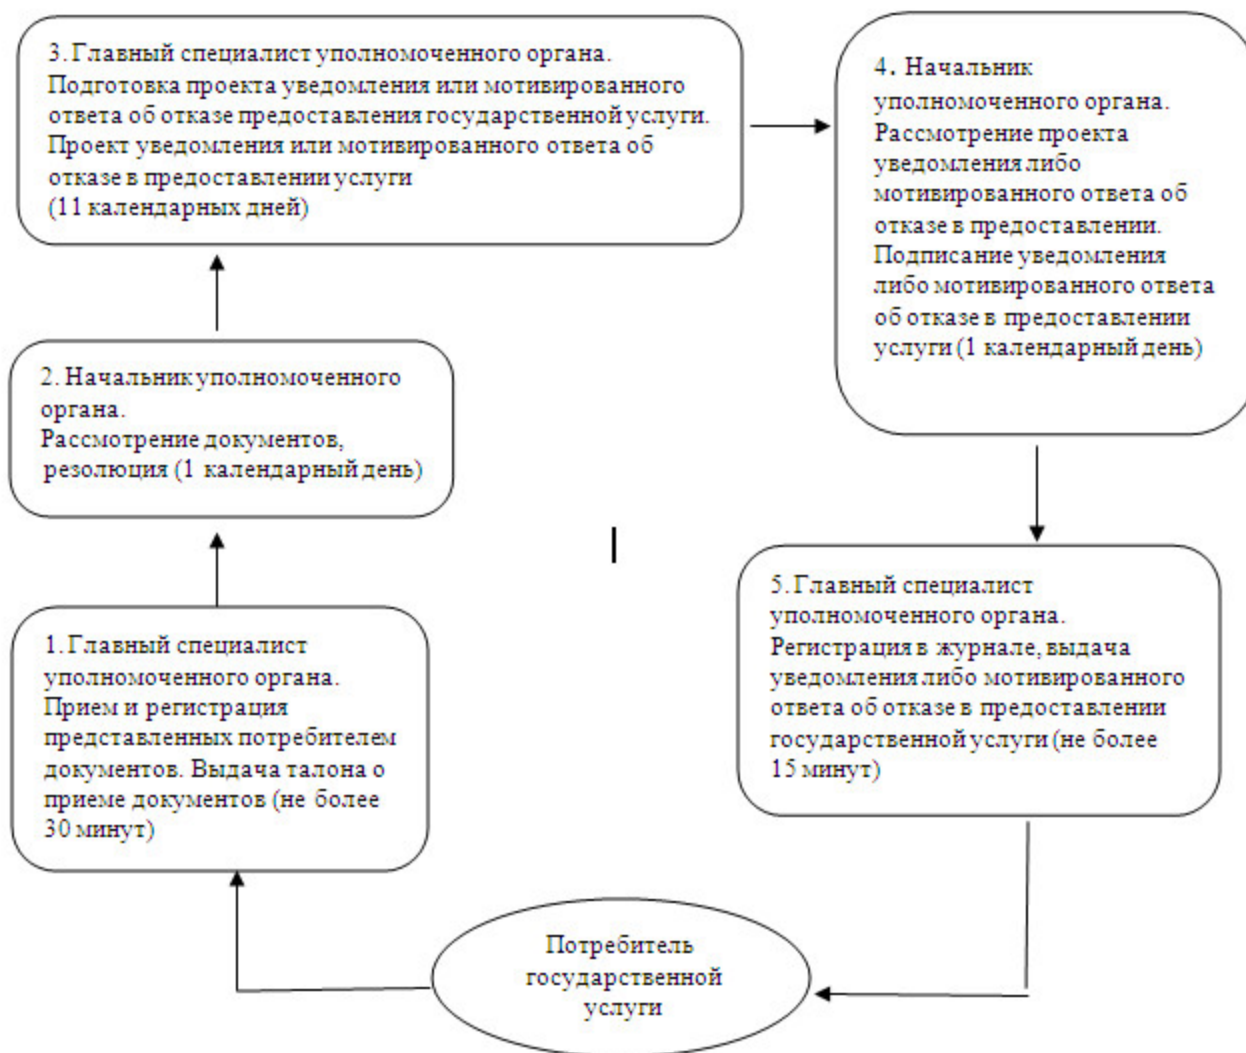 3. Главный специалист уполномоченного органа.
Подготовка проекта уведомления или мотивированного
ответа об отказе предоставления государственной услуги.
Проект уведомления или мотивированного ответа об
отказе в предоставлении услуги
(11 календарных дней)
4. Начальник
уполномоченного органа.
Рассмотрение проекта
уведомления либо
мотивированного ответа об
отказе в предоставлении.
Подписание уведомления
либо мотивированного ответа
об отказе в предоставлении
услуги (1 календарный день)
2. Начальник уполномоченного
органа.
Рассмотрение документов,
резолюция (1 календарный день)
1. Главный специалист
уполномоченного органа.
Прием и регистрация
представленных потребителем
документов. Выдача талона о
приеме документов (не более
30 минут)
5. Главный специалист
уполномоченного органа.
Регистрация в журнале, выдача
уведомления либо мотивированного
ответа об отказе в предоставлении
государственной услуги (не более
15 минут)
Потребитель
государственной
услуги